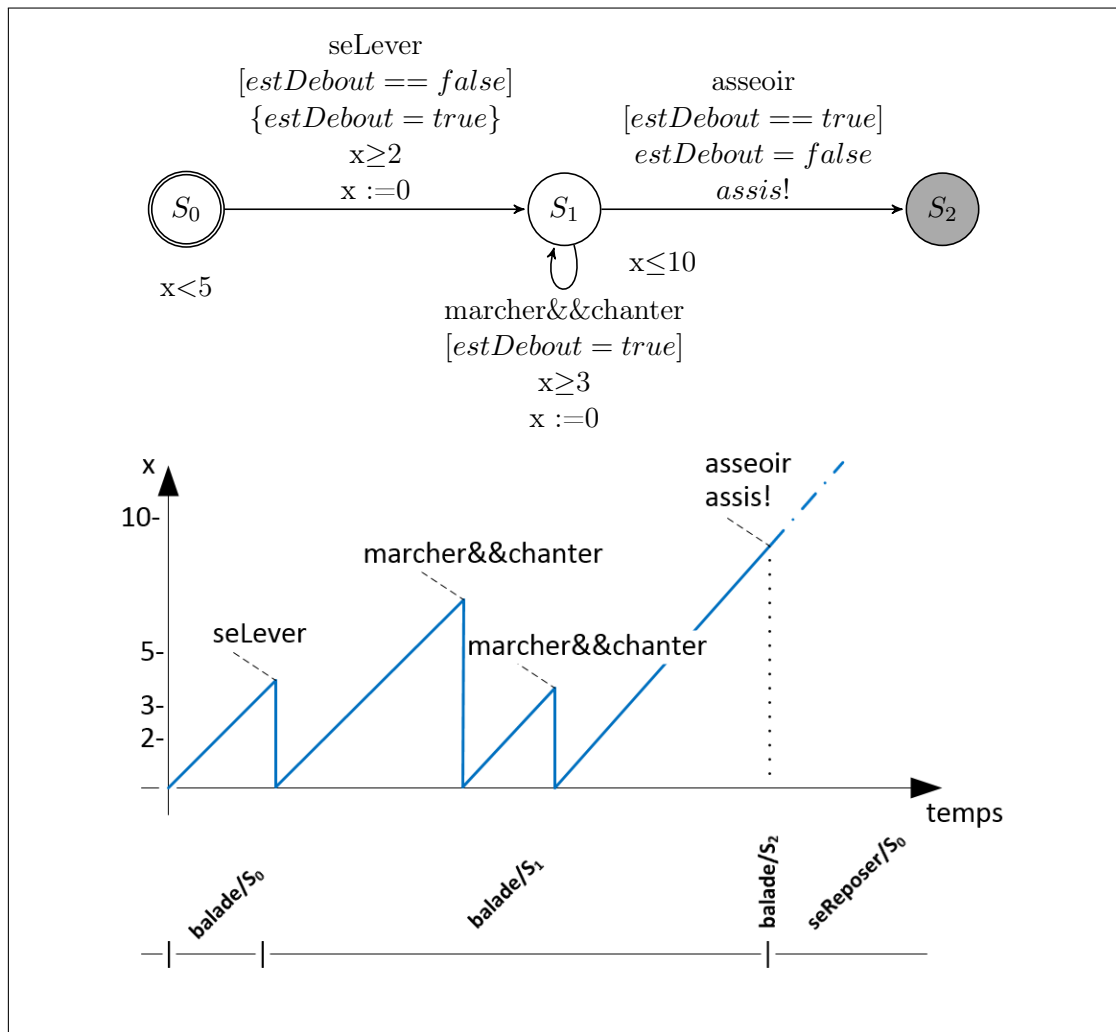 seLever
[estDebout == false]
{estDebout = true}
x≥2
x :=0
asseoir
[estDebout == true]
estDebout = false
assis!
S0
S1
S2
x<5
x≤10
marcher&&chanter
[estDebout = true]
x≥3
x :=0
x
10-
5-
3-
2-
seLever
marcher&&chanter
marcher&&chanter
asseoir
assis!
temps
balade/S0
balade/S1
balade/S2
seReposer/S0